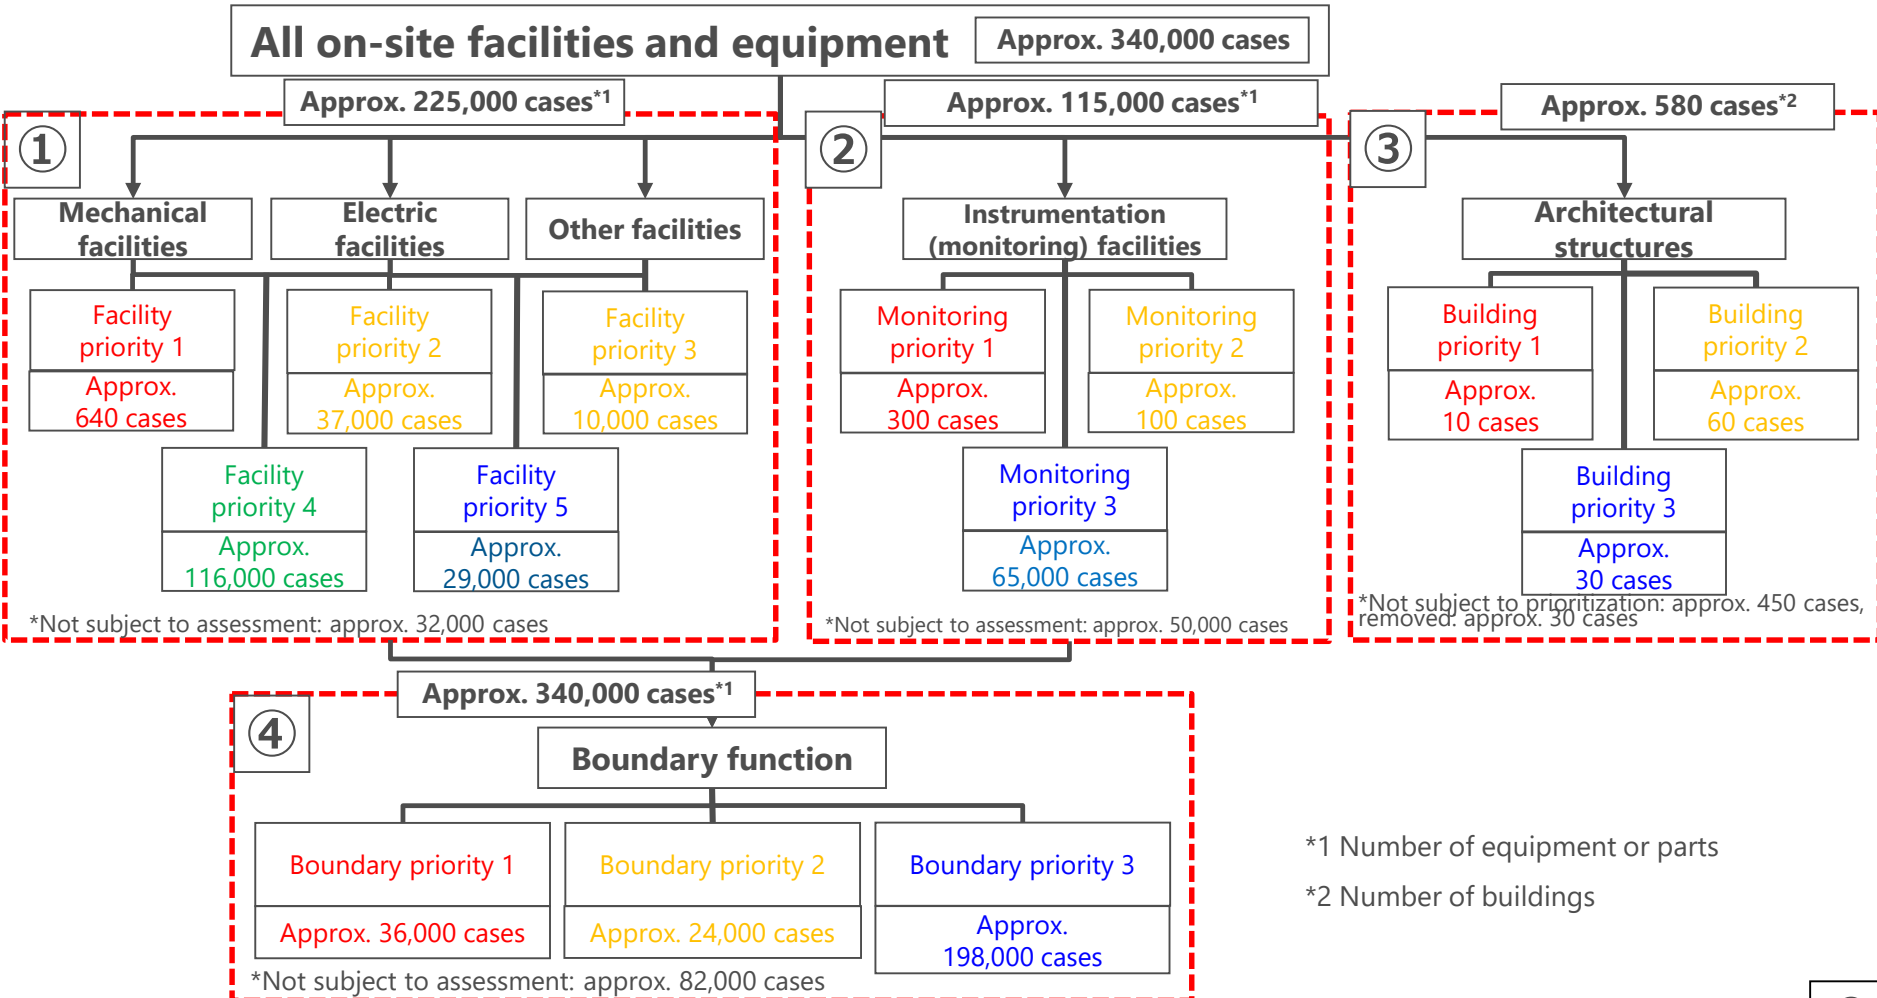 All on-site facilities and equipment
Approx. 340,000 cases
Approx. 225,000 cases*1
Approx. 115,000 cases*1
Approx. 580 cases*2
①
②
③
Mechanical
facilities
Electric
facilities
Other facilities
Instrumentation
(monitoring) facilities
Architectural
structures
Facility
priority 1
Approx.
640 cases
Facility
priority 2
Approx.
37,000 cases
Facility
priority 3
Approx.
10,000 cases
Monitoring
priority 1
Approx.
300 cases
Monitoring
priority 2
Approx.
100 cases
Building
priority 1
Approx.
10 cases
Building
priority 2
Approx.
60 cases
Facility
priority 4
Approx.
116,000 cases
Facility
priority 5
Approx.
29,000 cases
Monitoring
priority 3
Approx.
65,000 cases
Building
priority 3
Approx.
30 cases
*Not subject to assessment: approx. 32,000 cases
*Not subject to assessment: approx. 50,000 cases
*Not subject to prioritization: approx. 450 cases,
removed: approx. 30 cases
Approx. 340,000 cases*1
④
Boundary function
Boundary priority 1
Approx. 36,000 cases
Boundary priority 2
Approx. 24,000 cases
Boundary priority 3
Approx.
198,000 cases
*Not subject to assessment: approx. 82,000 cases
*1 Number of equipment or parts
*2 Number of buildings